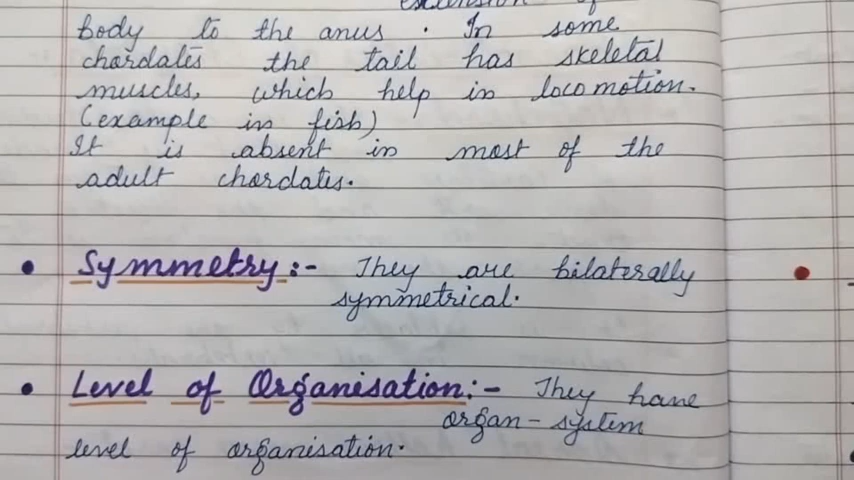 extension of
body to the anus . In some
chordates the tail has skeletal
muscles, which help in locomotion.
(example in fish)
It is absent in most of the
adult chordates.
• Symmetry :- They are bilaterally
symmetrical.
• Level of Organisation :- They have
organ - system
level of organisation.